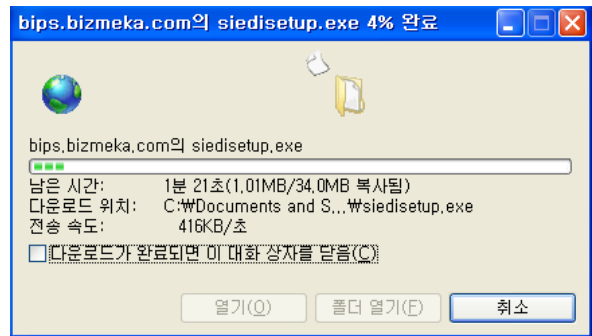 bips.bizmeka.com의 siedisetup.exe 4% 완료
bips.bizmeka.com의 siedisetup.exe
남은 시간: 1분 21초(1.01MB/34.0MB 복사됨)
다운로드 위치: C:₩Documents and S...₩siedisetup.exe
전송 속도: 416KB/초
다운로드가 완료되면 이 대화 상자를 닫음(C)
열기(O) 폴더 열기(F) 취소